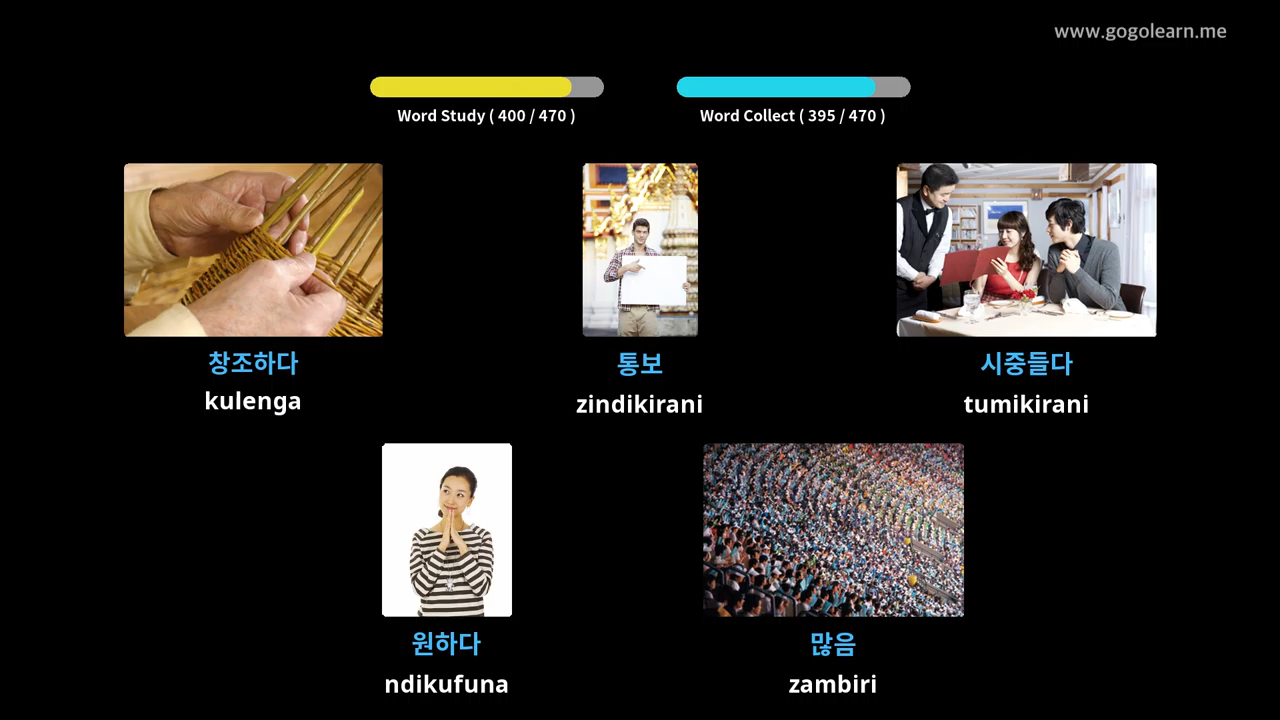 www.gogolearn.me
Word Study ( 400 / 470 )
Word Collect ( 395 / 470 )
창조하다
kulenga
통보
zindikirani
시중들다
tumikirani
원하다
ndikufuna
많음
zambiri